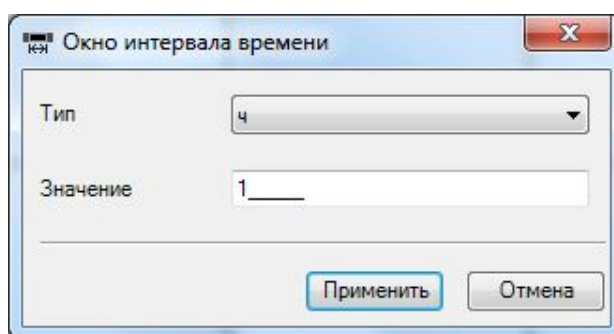 Окно интервала времени
Тип ч
Значение 1_____
Применить Отмена